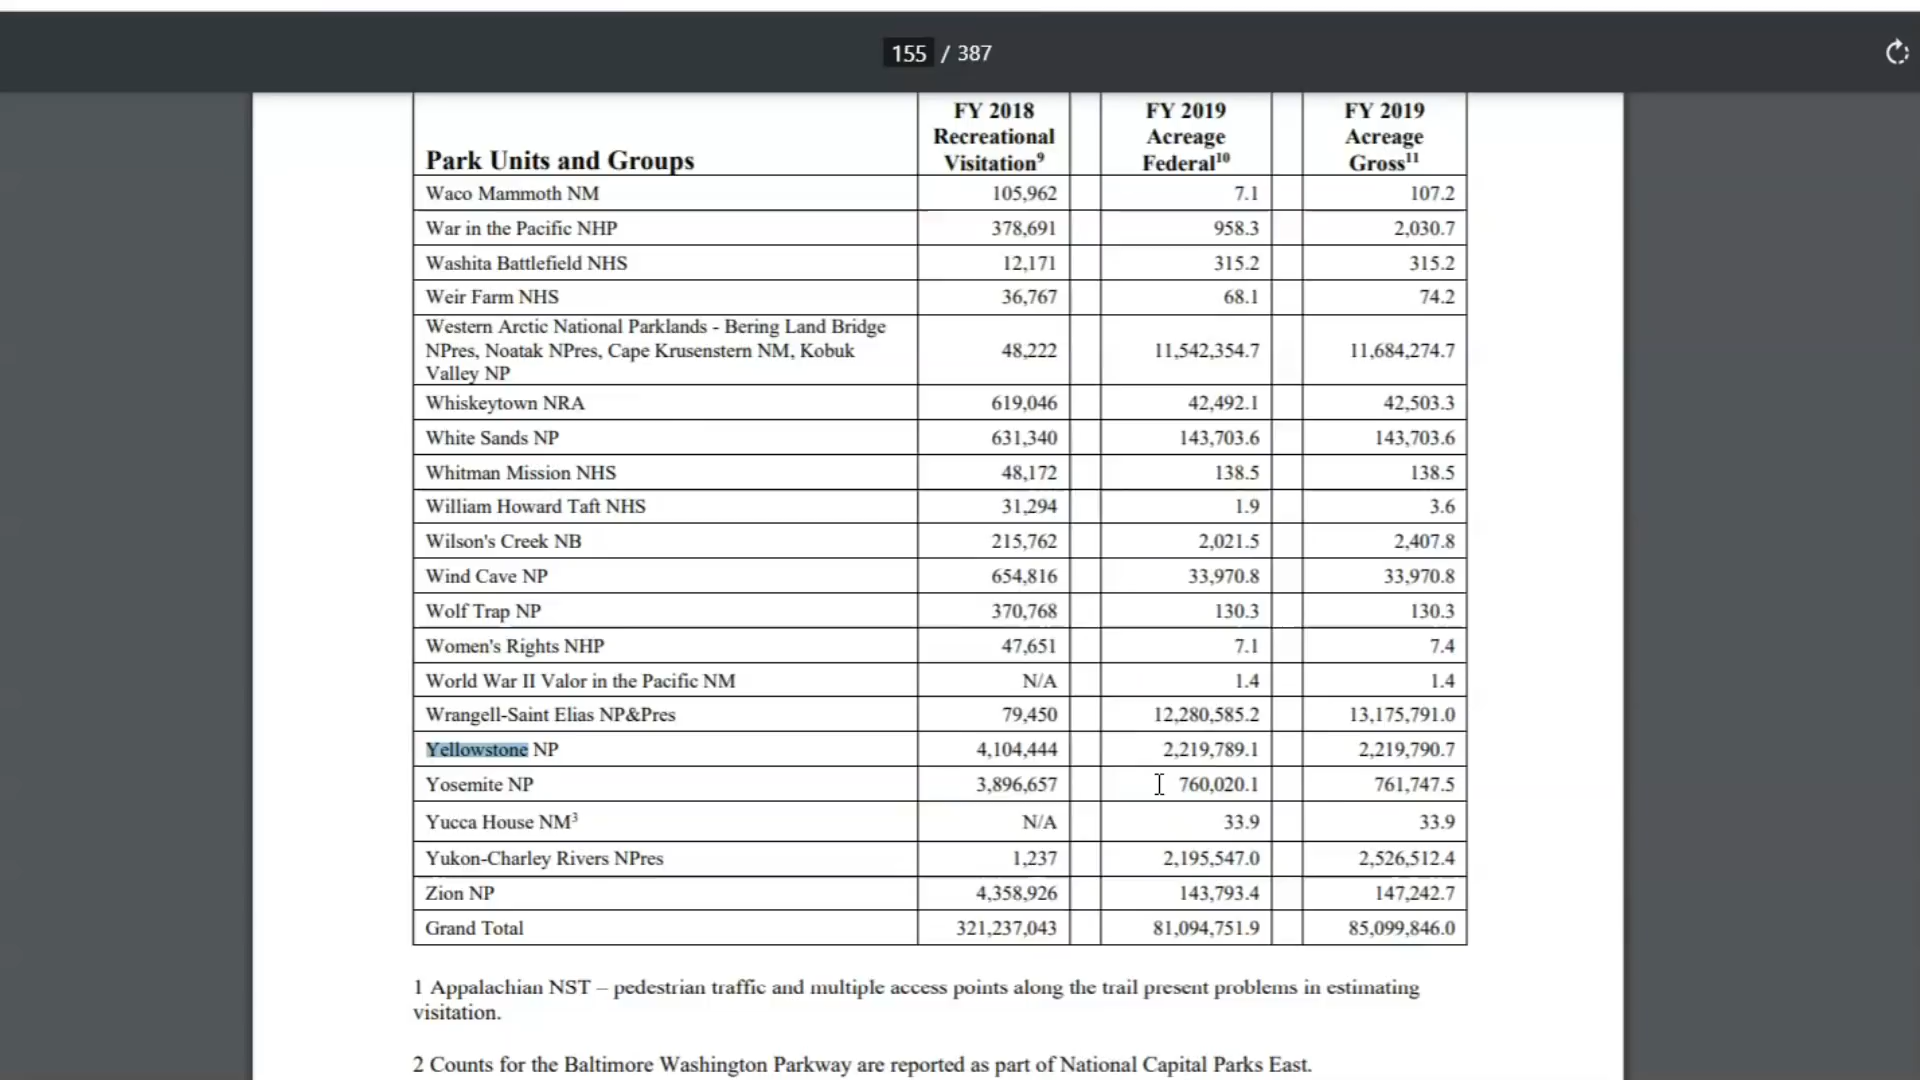 155 / 387
Park Units and Groups FY 2018 Recreational Visitation⁹ FY 2019 Acreage Federal¹⁰ FY 2019 Acreage Gross¹¹
Waco Mammoth NM 105,962 7.1 107.2
War in the Pacific NHP 378,691 958.3 2,030.7
Washita Battlefield NHS 12,171 315.2 315.2
Weir Farm NHS 36,767 68.1 74.2
Western Arctic National Parklands - Bering Land Bridge
NPres, Noatak NPres, Cape Krusenstern NM, Kobuk 48,222 11,542,354.7 11,684,274.7
Valley NP
Whiskeytown NRA 619,046 42,492.1 42,503.3
White Sands NP 631,340 143,703.6 143,703.6
Whitman Mission NHS 48,172 138.5 138.5
William Howard Taft NHS 31,294 1.9 3.6
Wilson's Creek NB 215,762 2,021.5 2,407.8
Wind Cave NP 654,816 33,970.8 33,970.8
Wolf Trap NP 370,768 130.3 130.3
Women's Rights NHP 47,651 7.1 7.4
World War II Valor in the Pacific NM N/A 1.4 1.4
Wrangell-Saint Elias NP&Pres 79,450 12,280,585.2 13,175,791.0
Yellowstone NP 4,104,444 2,219,789.1 2,219,790.7
Yosemite NP 3,896,657 760,020.1 761,747.5
Yucca House NM³ N/A 33.9 33.9
Yukon-Charley Rivers NPres 1,237 2,195,547.0 2,526,512.4
Zion NP 4,358,926 143,793.4 147,242.7
Grand Total 321,237,043 81,094,751.9 85,099,846.0
1 Appalachian NST – pedestrian traffic and multiple access points along the trail present problems in estimating
visitation.
2 Counts for the Baltimore Washington Parkway are reported as part of National Capital Parks East.